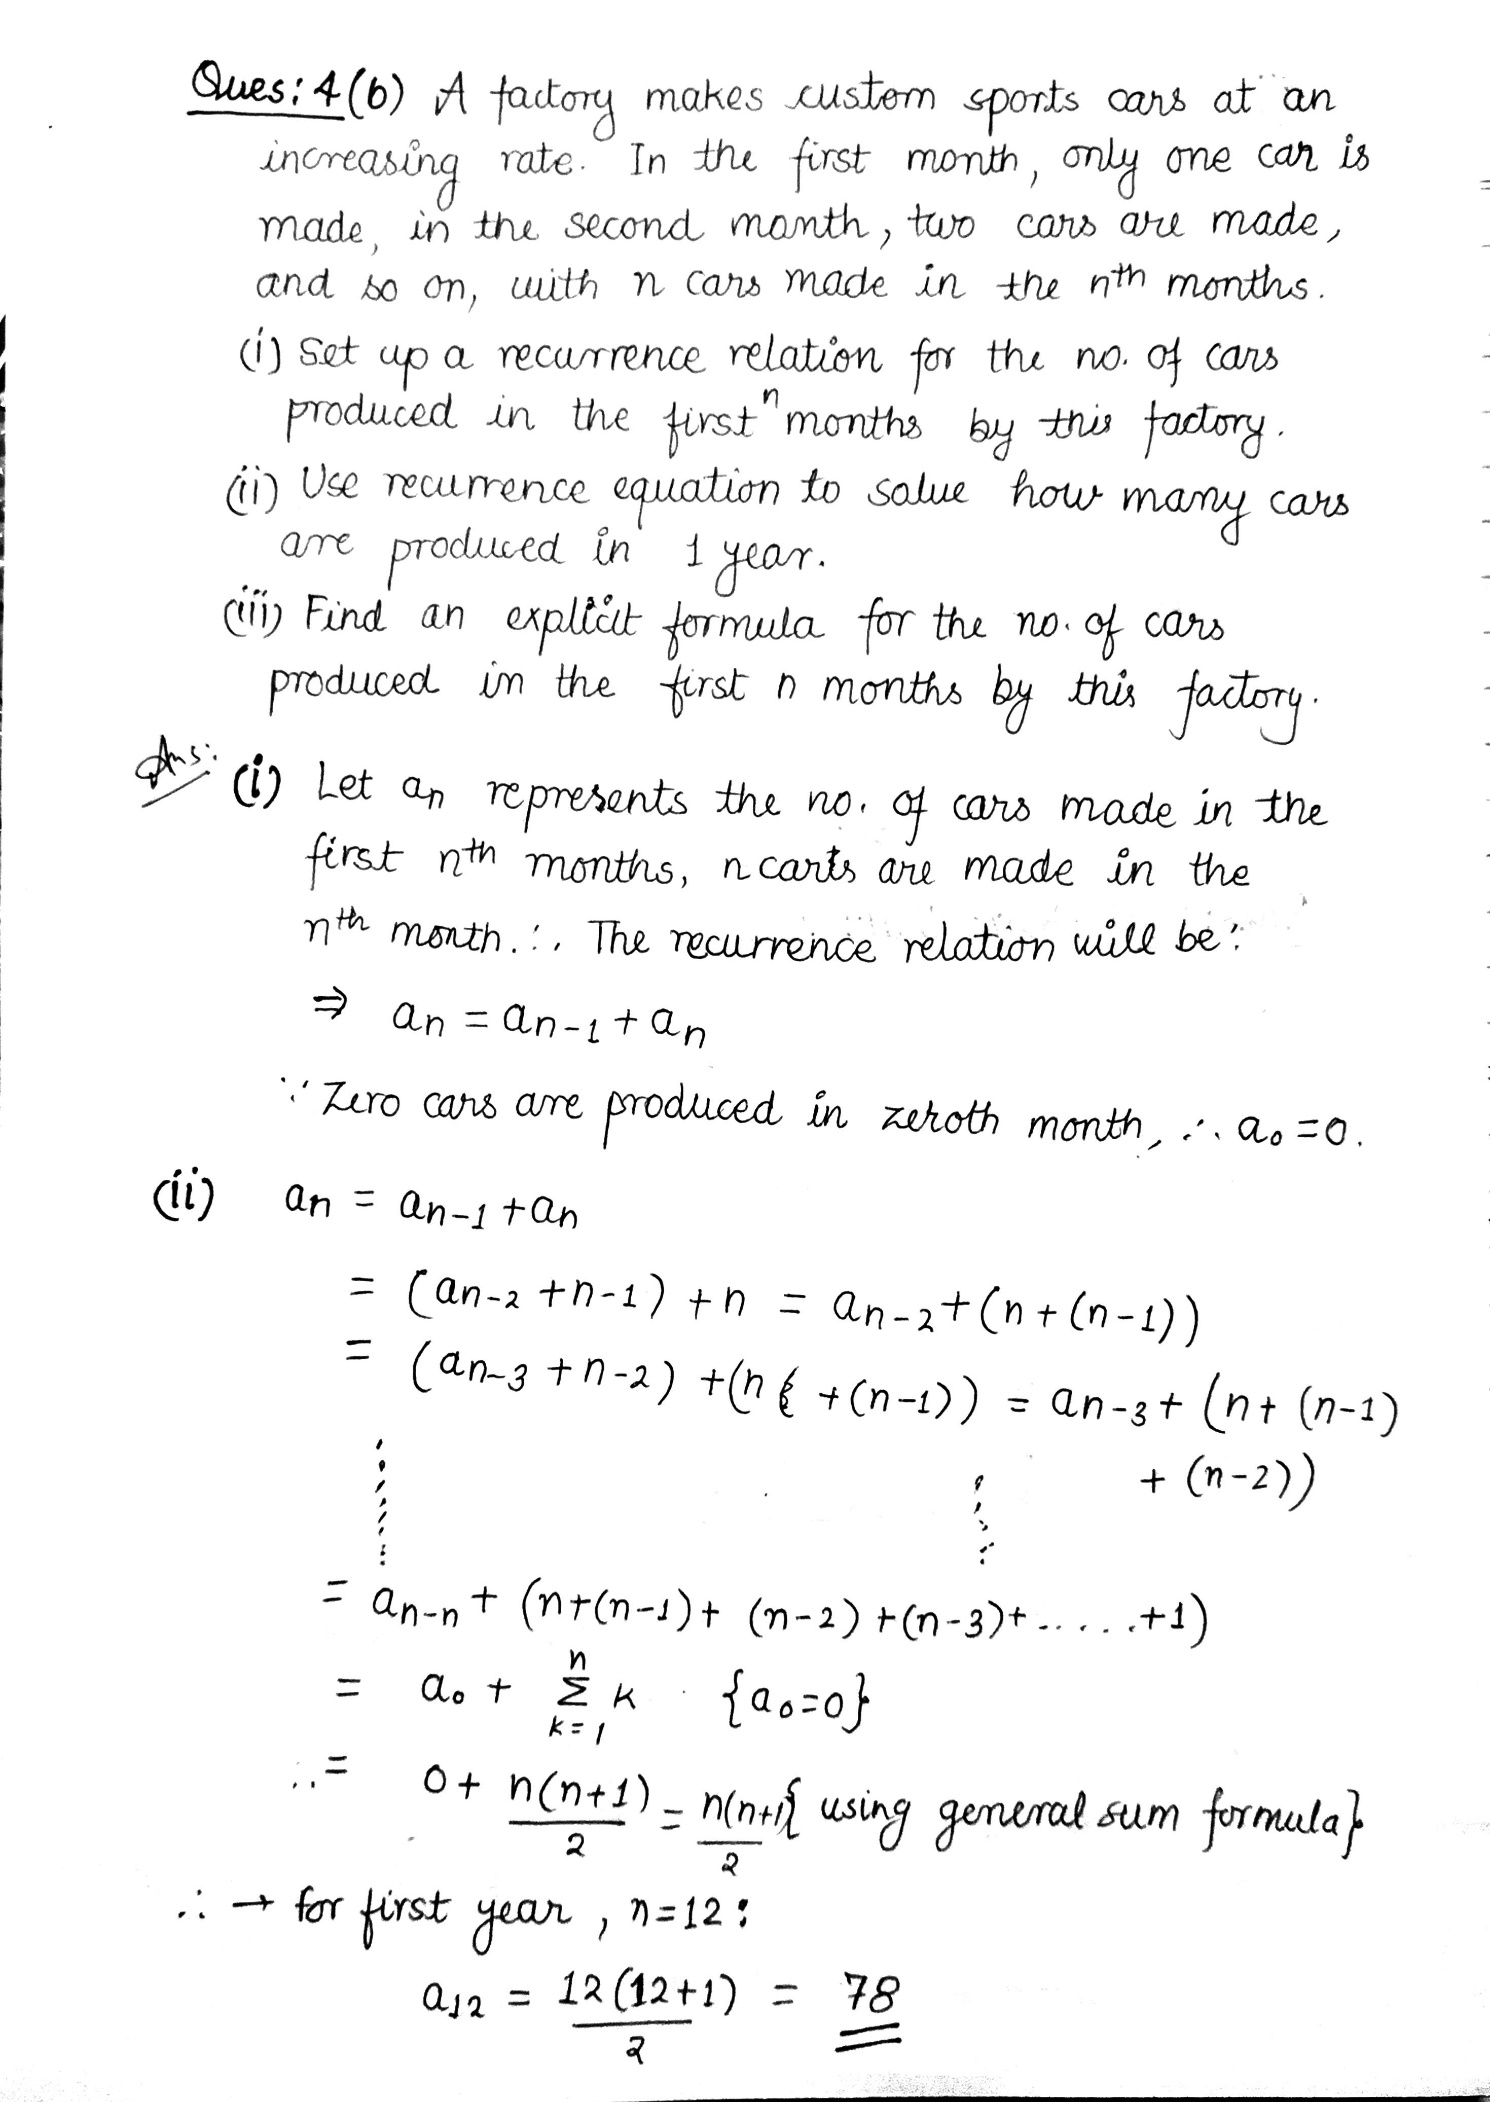 Ques: 4(b) A factory makes custom sports cars at an
increasing rate. In the first month, only one car is
made, in the second month, two cars are made,
and so on, with n cars made in the nth months.
(i) Set up a recurrence relation for the no. of cars
produced in the first n months by this factory.
(ii) Use recurrence equation to solve how many cars
are produced in 1 year.
(iii) Find an explicit formula for the no. of cars
produced in the first n months by this factory.
Ans: (i) Let an represents the no. of cars made in the
first nth months, n carts are made in the
nth month. ∴ The recurrence relation will be:
⇒ an = an-1 + an
∵ Zero cars are produced in zeroth month, ∴ a0 = 0.
(ii) an = an-1 + an
= (an-2 + n-1) + n = an-2 + (n + (n-1))
= (an-3 + n-2) + (n + (n-1)) = an-3 + (n + (n-1)
+ (n-2))
= an-n + (n+(n-1)+ (n-2) + (n-3)+ ...... +1)
= a0 + n Σ k=1 k {a0=0}
∴ = 0 + n(n+1)/2 = n(n+1)/2 { using general sum formula}
∴ → for first year, n=12:
a12 = 12(12+1)/2 = 78